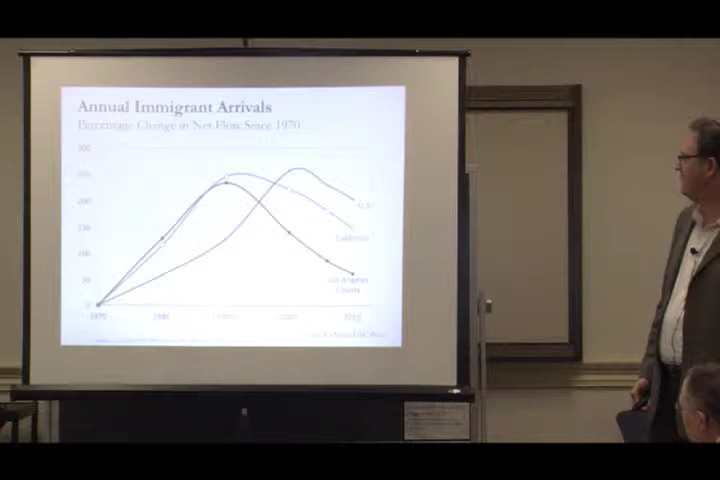 Annual Immigrant Arrivals
Percentage Change in Net Flow Since 1970
300
250
200
150
100
50
0
U.S.
California
Los Angeles
County
1970
1980
1990
2000